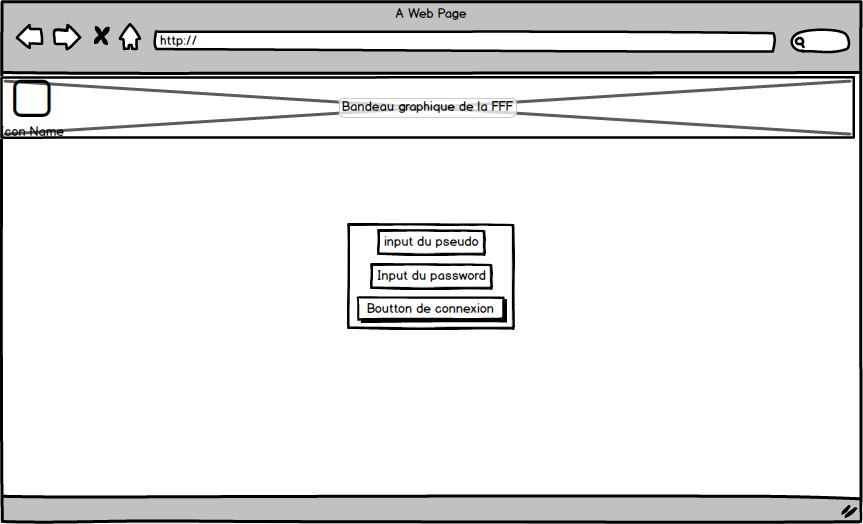 A Web Page
http://
Bandeau graphique de la FFF
con Name
input du pseudo
Input du password
Boutton de connexion